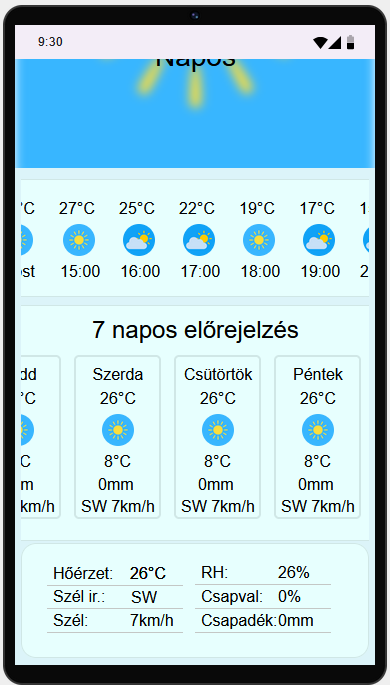 9:30
Napos
°C 27°C 25°C 22°C 19°C 17°C 1
ost 15:00 16:00 17:00 18:00 19:00 2
7 napos előrejelzés
dd Szerda Csütörtök Péntek
°C 26°C 26°C 26°C
C 8°C 8°C 8°C
m 0mm 0mm 0mm
7km/h SW 7km/h SW 7km/h SW 7km/h
Hőérzet: 26°C RH: 26%
Szél ir.: SW Csapval: 0%
Szél: 7km/h Csapadék:0mm